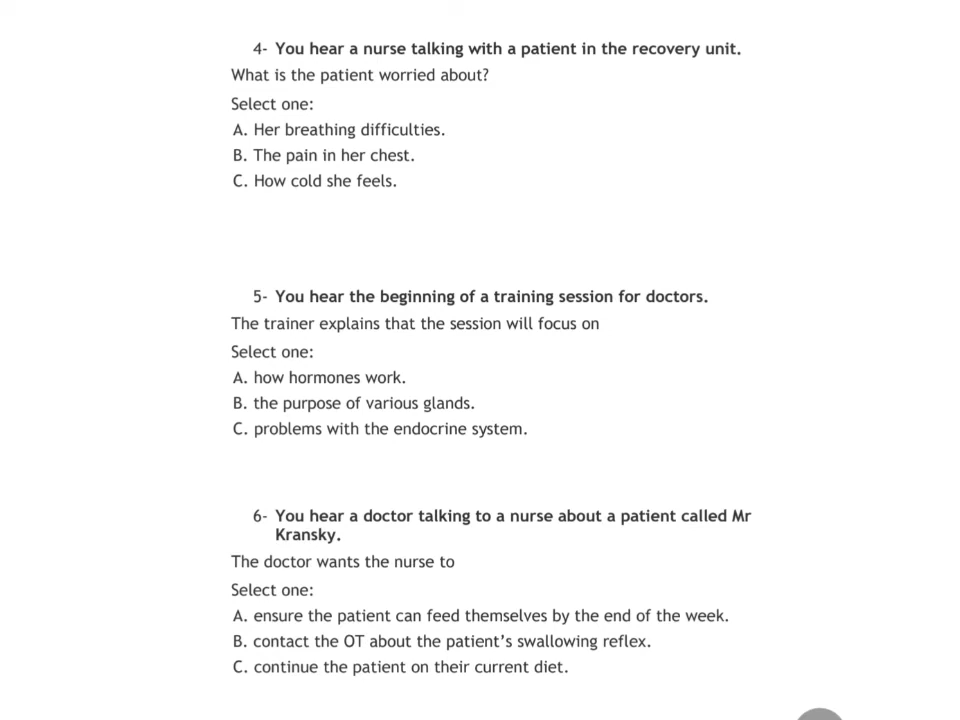 4- You hear a nurse talking with a patient in the recovery unit.
What is the patient worried about?
Select one:
A. Her breathing difficulties.
B. The pain in her chest.
C. How cold she feels.
5- You hear the beginning of a training session for doctors.
The trainer explains that the session will focus on
Select one:
A. how hormones work.
B. the purpose of various glands.
C. problems with the endocrine system.
6- You hear a doctor talking to a nurse about a patient called Mr
Kransky.
The doctor wants the nurse to
Select one:
A. ensure the patient can feed themselves by the end of the week.
B. contact the OT about the patient’s swallowing reflex.
C. continue the patient on their current diet.